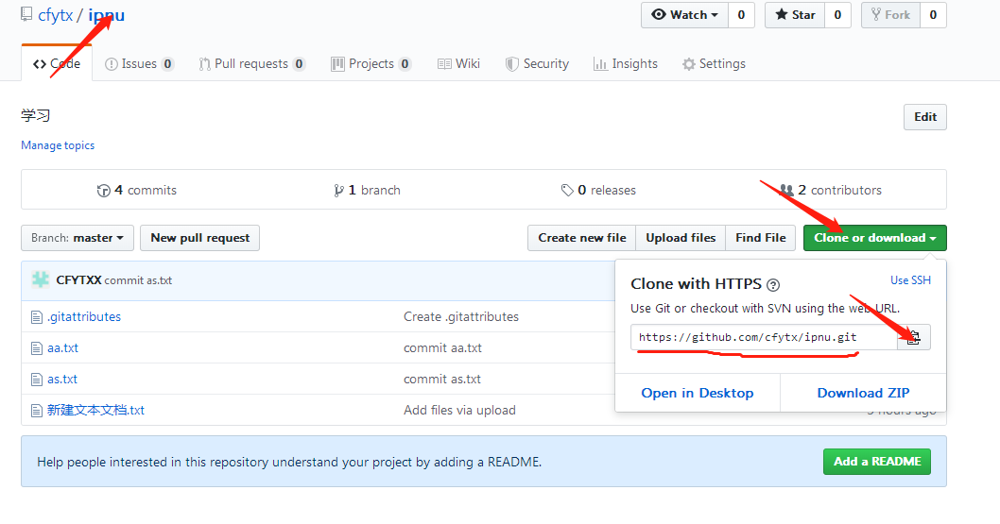 cfytx / ipnu Watch 0 Star 0 Fork 0
Code Issues 0 Pull requests 0 Projects 0 Wiki Security Insights Settings
学习 Edit
Manage topics
4 commits 1 branch 0 releases 2 contributors
Branch: master New pull request Create new file Upload files Find File Clone or download
CFYTXX commit as.txt
Clone with HTTPS ? Use SSH
Use Git or checkout with SVN using the web URL.
https://github.com/cfytx/ipnu.git
Open in Desktop Download ZIP
.gitattributes Create .gitattributes
aa.txt commit aa.txt
as.txt commit as.txt
新建文本文档.txt Add files via upload
Help people interested in this repository understand your project by adding a README. Add a README